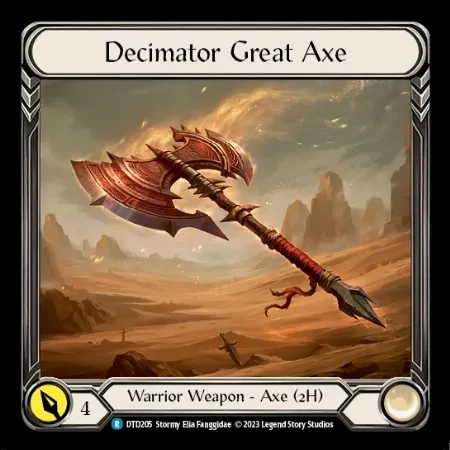 Decimator Great Axe
4
Warrior Weapon - Axe (2H)
R DTD205 Stormy Elia Fanggidae © 2023 Legend Story Studios